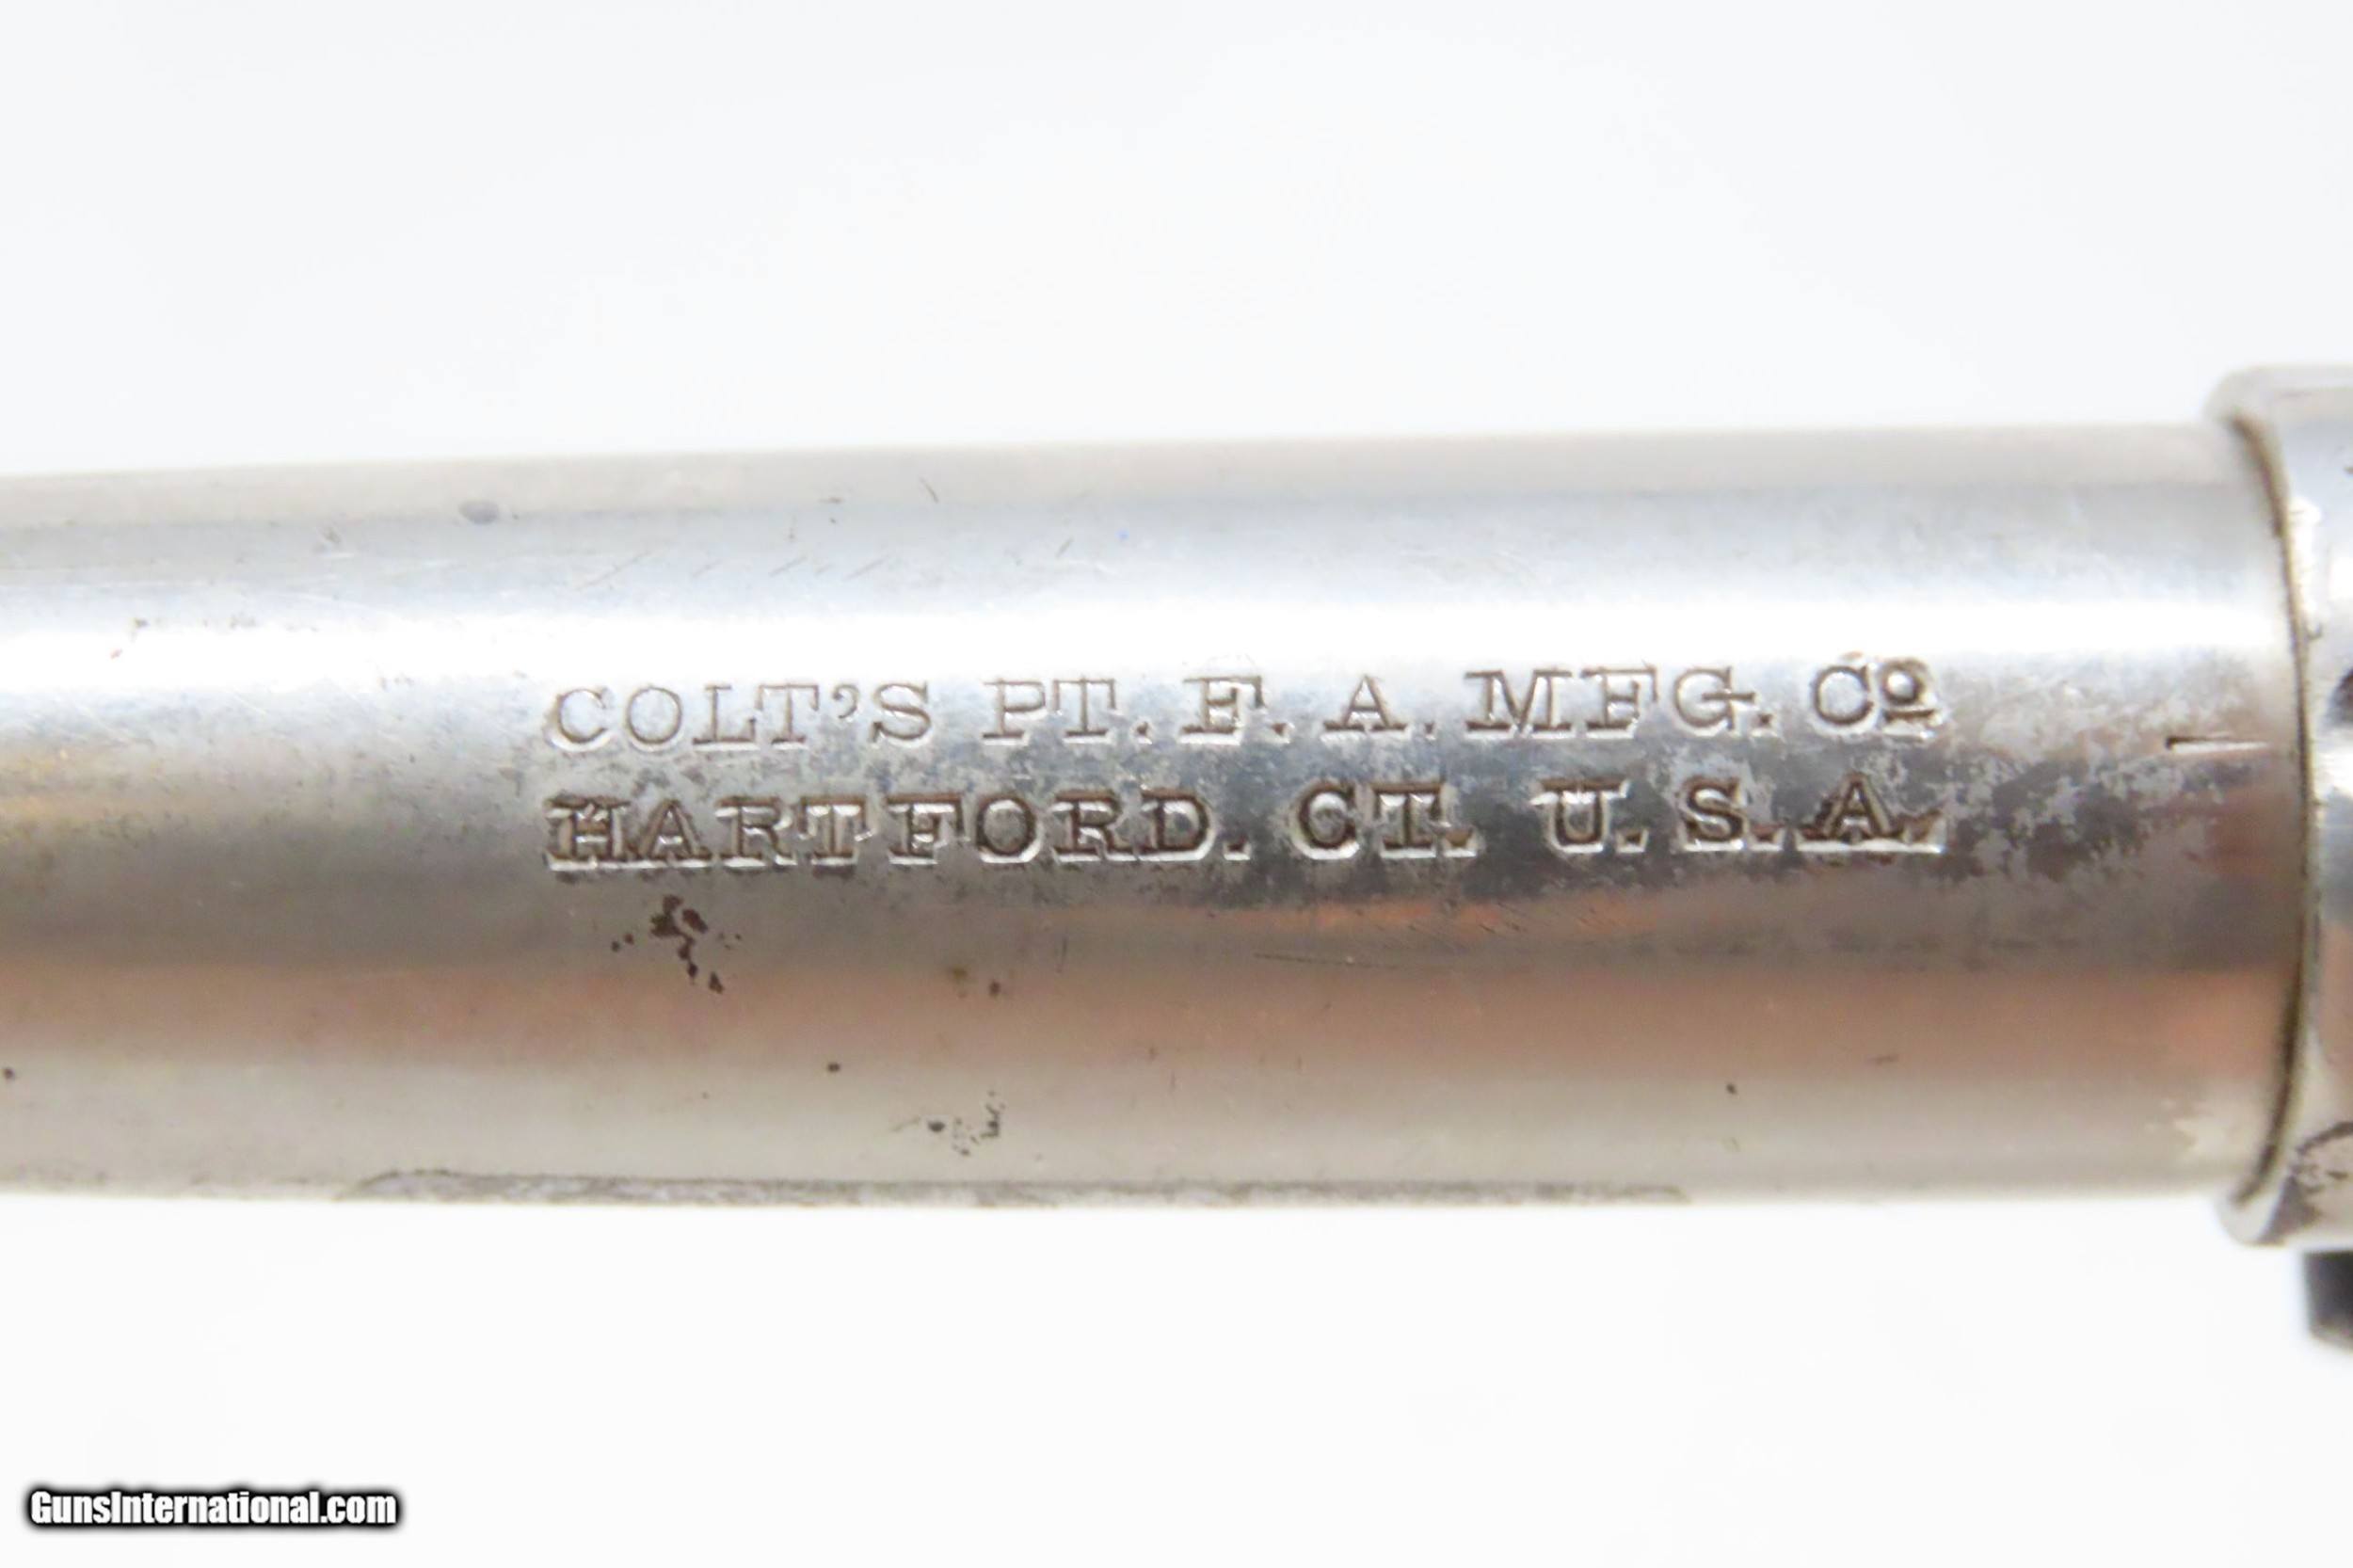 COLT'S PT. F. A. MFG. Cº
HARTFORD. CT. U. S. A.
GunsInternational.com